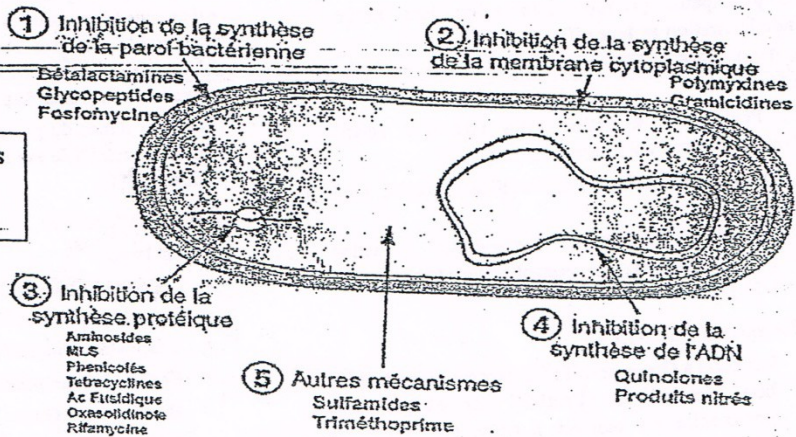 1 Inhibition de la synthèse
de la paroi bactérienne
Bétalactamines
Glycopeptides
Fosfomycine
2 Inhibition de la synthèse
de la membrane cytoplasmique
Polymyxines
Gramicidines
s
3 Inhibition de la
synthèse protéique
Aminosides
MLS
Phenicolés
Tetracyclines
Ac Fusidique
Oxasolidinote
Rifamycine
4 Inhibition de la
synthèse de l'ADN
Quinolones
Produits nitrés
5 Autres mécanismes
Sulfamides
Triméthoprime